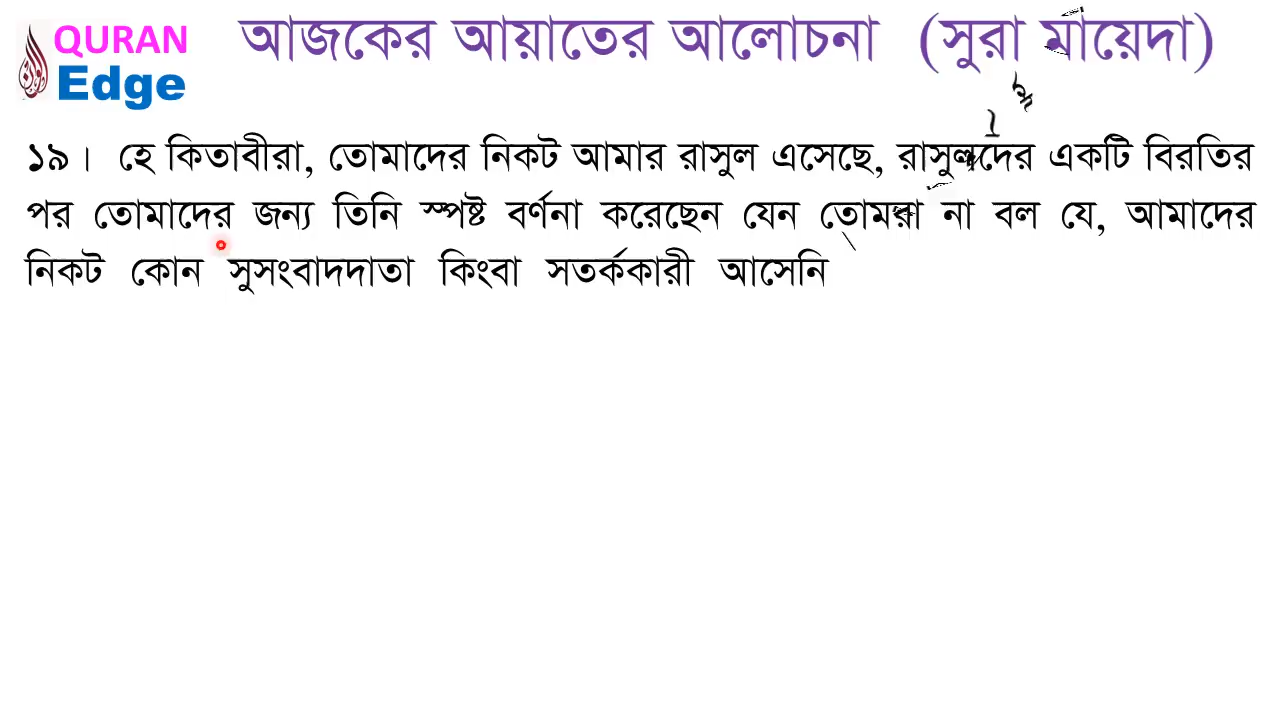 QURAN
Edge
আজকের আয়াতের আলোচনা (সুরা মায়েদা)
১৯। হে কিতাবীরা, তোমাদের নিকট আমার রাসুল এসেছে, রাসুলদের একটি বিরতির
পর তোমাদের জন্য তিনি স্পষ্ট বর্ণনা করেছেন যেন তোমরা না বল যে, আমাদের
নিকট কোন সুসংবাদদাতা কিংবা সতর্ককারী আসেনি